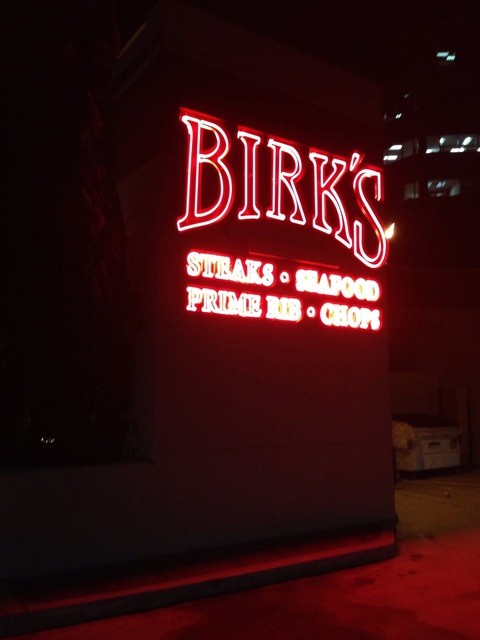 BIRK'S
STEAKS • SEAFOOD
PRIME RIB • CHOPS